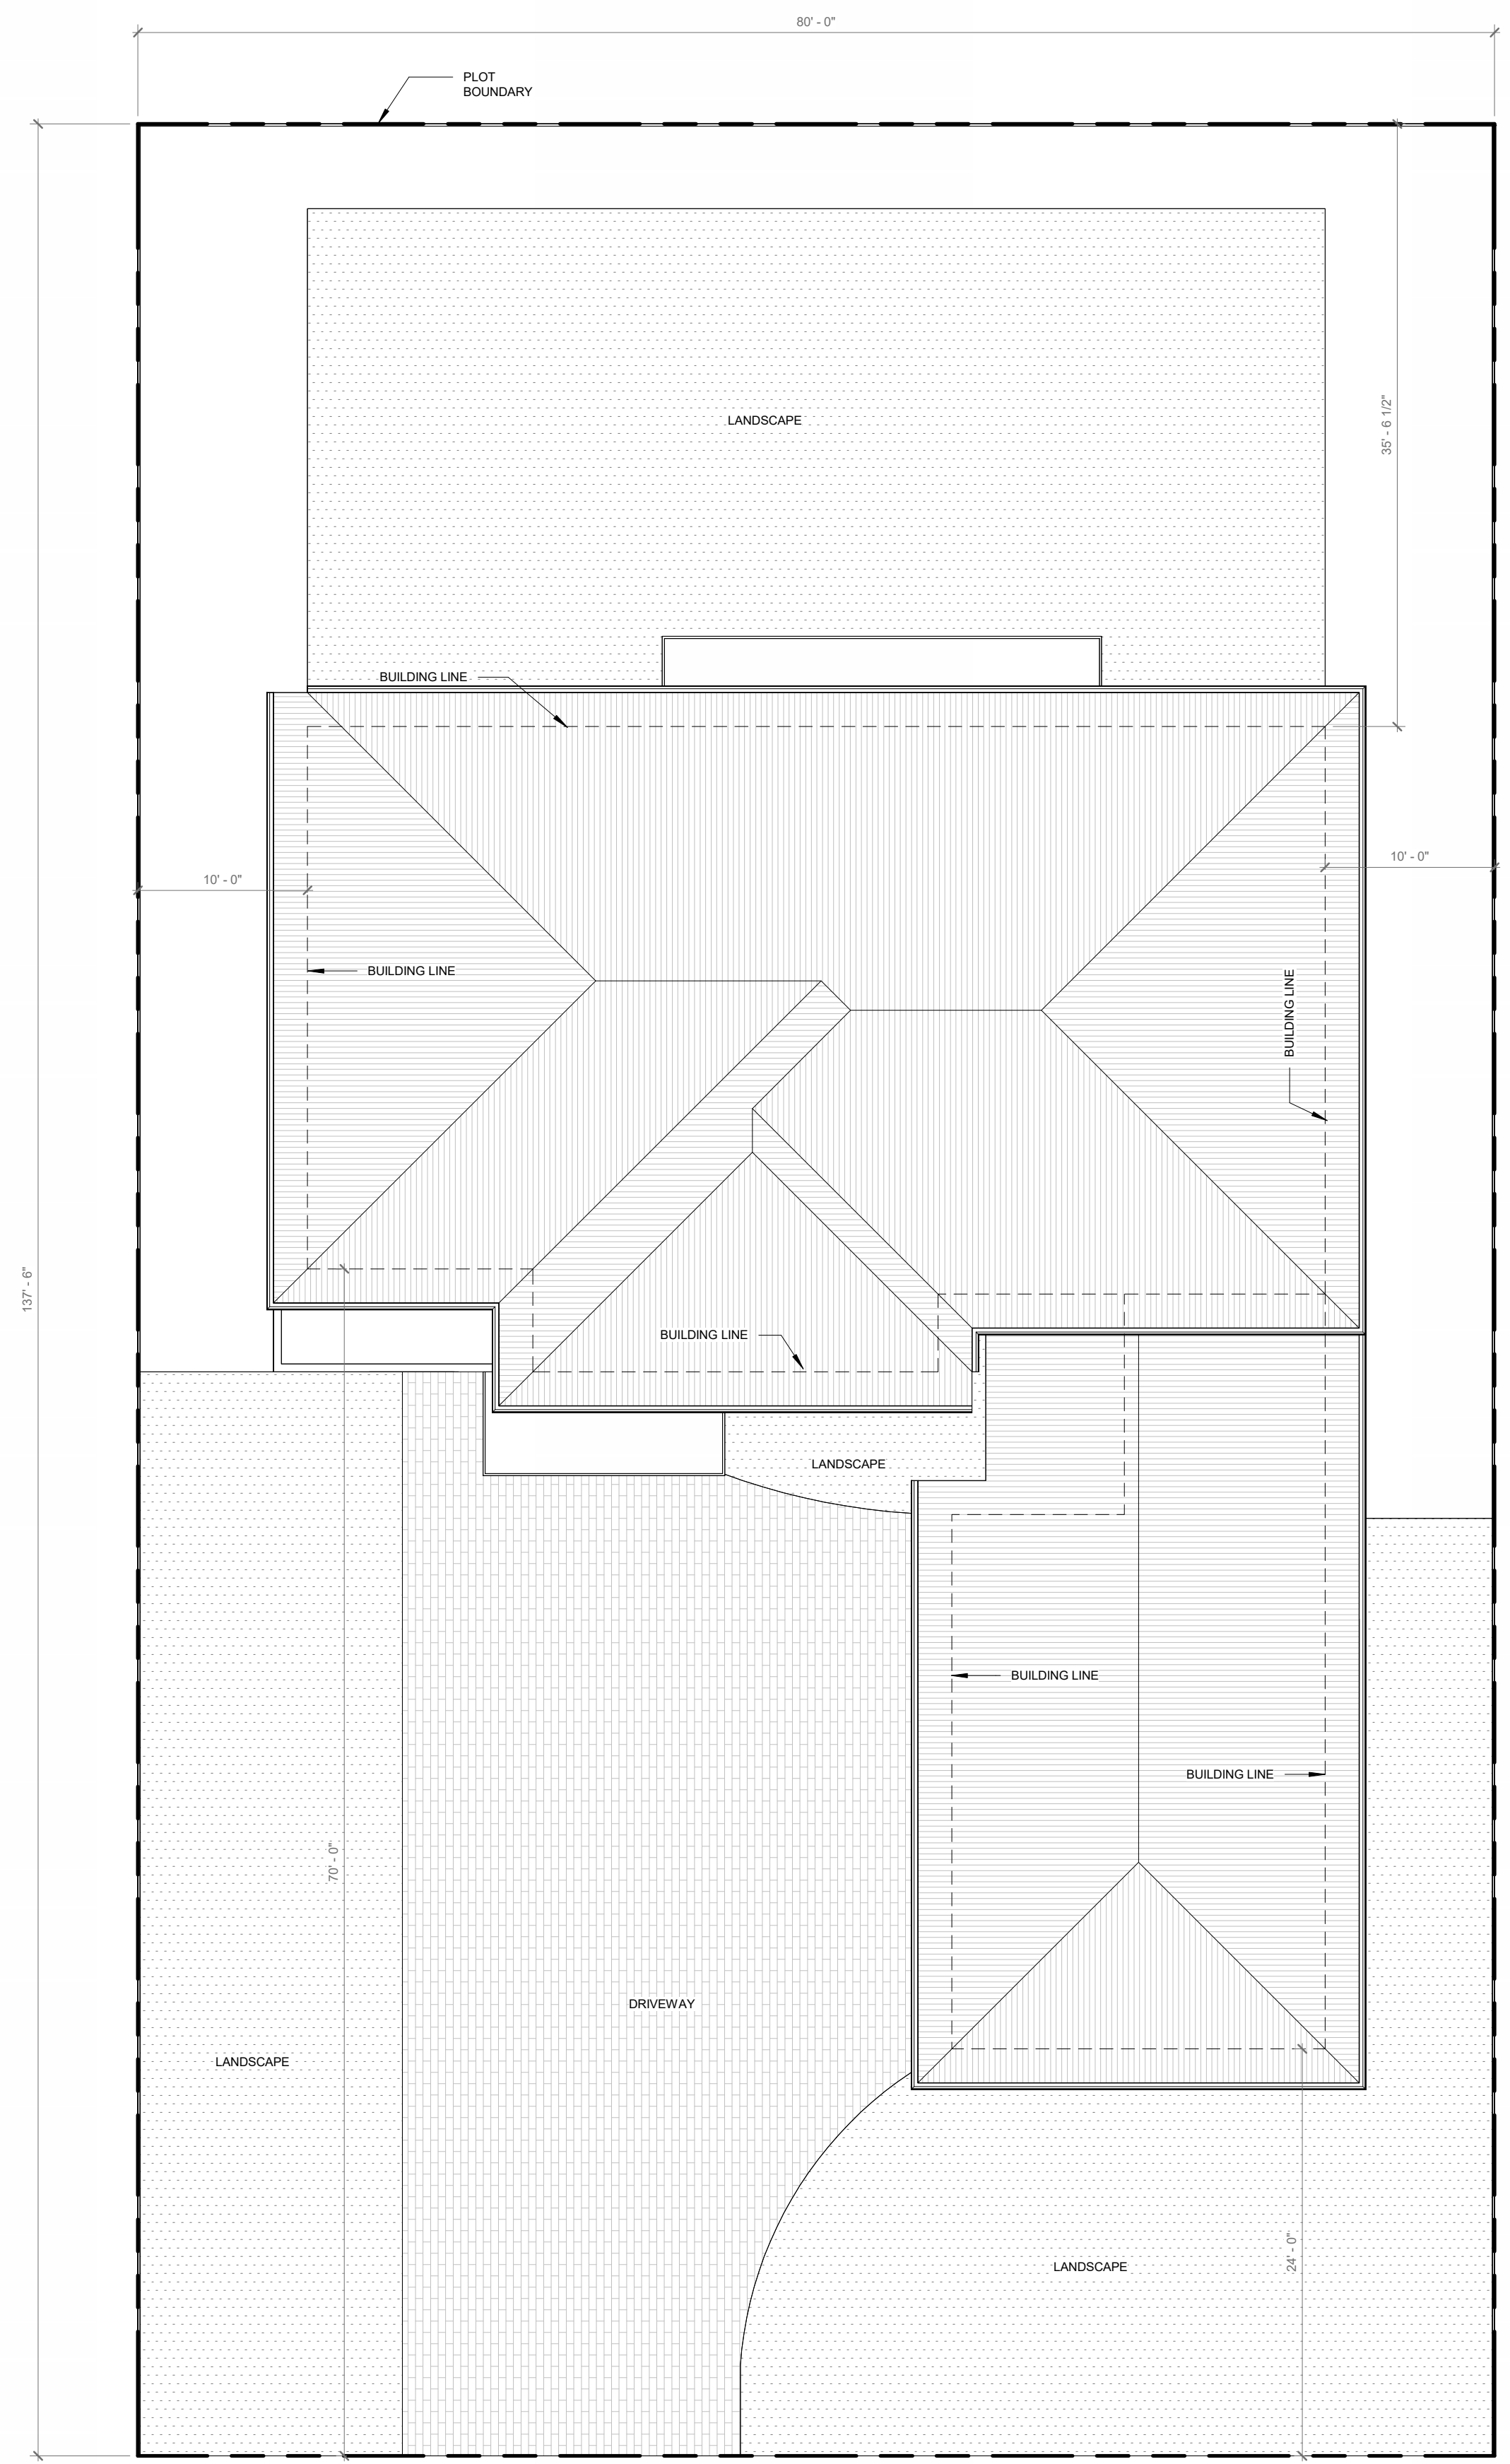 80' - 0"
PLOT
BOUNDARY
35' - 6 1/2"
LANDSCAPE
BUILDING LINE
10' - 0"
10' - 0"
BUILDING LINE
BUILDING LINE
137' - 6"
BUILDING LINE
LANDSCAPE
BUILDING LINE
BUILDING LINE
70' - 0"
DRIVEWAY
LANDSCAPE
24' - 0"
LANDSCAPE